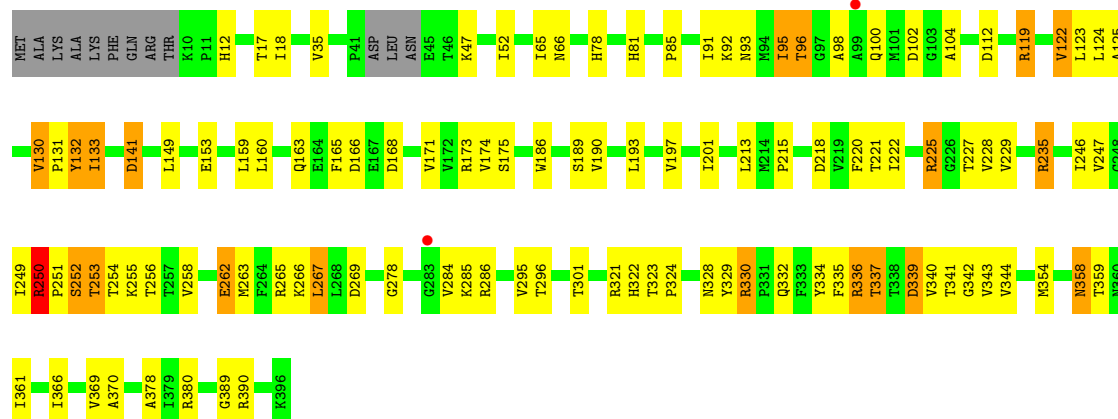 MET ALA LYS ALA LYS PHE GLN ARG THR K10 P11 H12 T17 I18 V35 P41 ASP LEU ASN E45 T46 K47 I52 I65 N66 H78 H81 P85 I91 K92 N93 M94 I95 T96 G97 A98 A99 Q100 M101 D102 G103 A104 D112 R119 V122 L123 L124 A125
V130 P131 Y132 I133 D141 L149 E153 L159 L160 Q163 E164 F165 D166 E167 D168 V171 V172 R173 V174 S175 W186 S189 V190 L193 V197 I201 L213 M214 P215 D218 V219 F220 T221 I222 R225 G226 T227 V228 V229 R235 I246 V247 G248
I249 R250 P251 S252 T253 T254 K255 T256 T257 V258 E262 M263 F264 R265 K266 L267 L268 D269 G278 G283 V284 K285 R286 V295 T296 T301 R321 H322 T323 P324 N328 Y329 R330 P331 Q332 F333 Y334 F335 R336 T337 T338 D339 V340 T341 G342 V343 V344 M354 N358 T359 N360
I361 I366 V369 A370 A378 I379 R380 G389 R390 K396